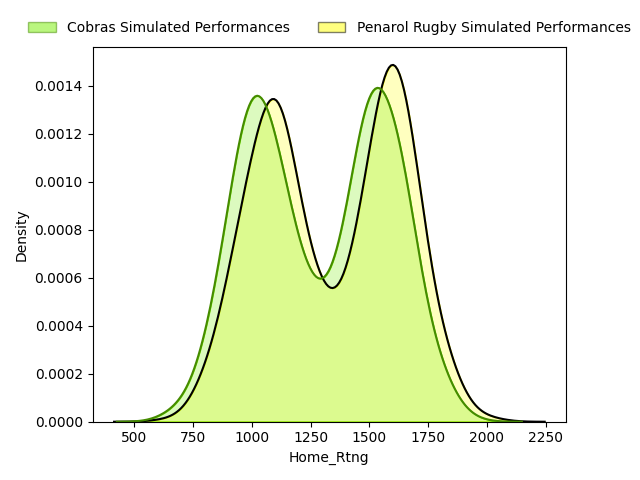 Cobras Simulated Performances
Penarol Rugby Simulated Performances
Density
0.0014
0.0012
0.0010
0.0008
0.0006
0.0004
0.0002
0.0000
500 750 1000 1250 1500 1750 2000 2250
Home_Rtng